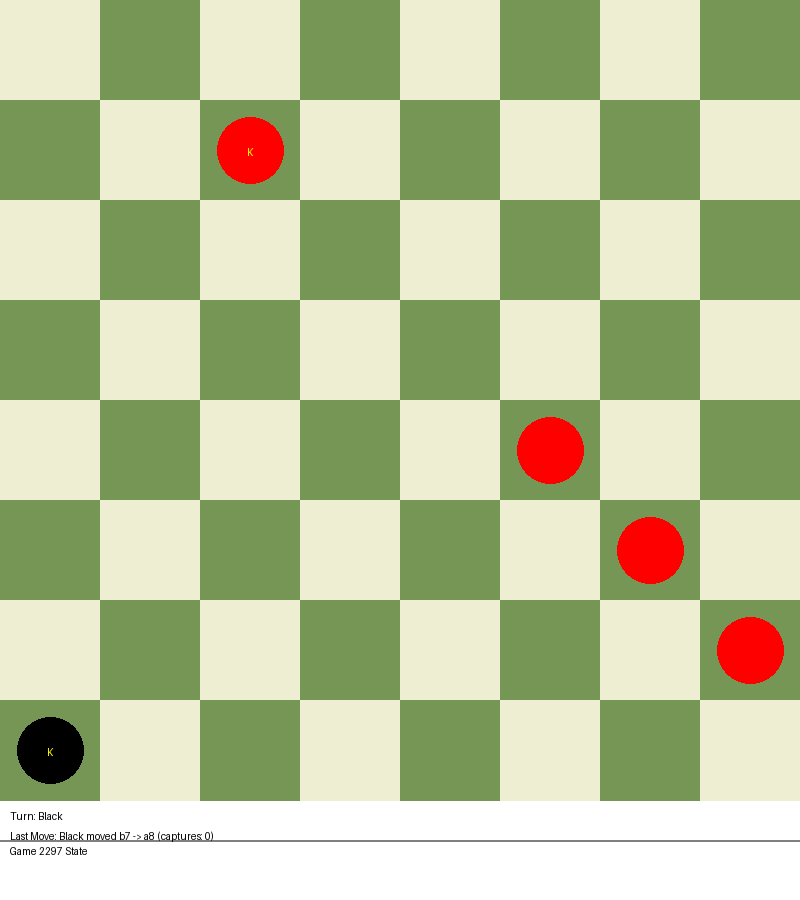 K
K
Turn: Black
Last Move: Black moved b7 -> a8 (captures: 0)
Game 2297 State